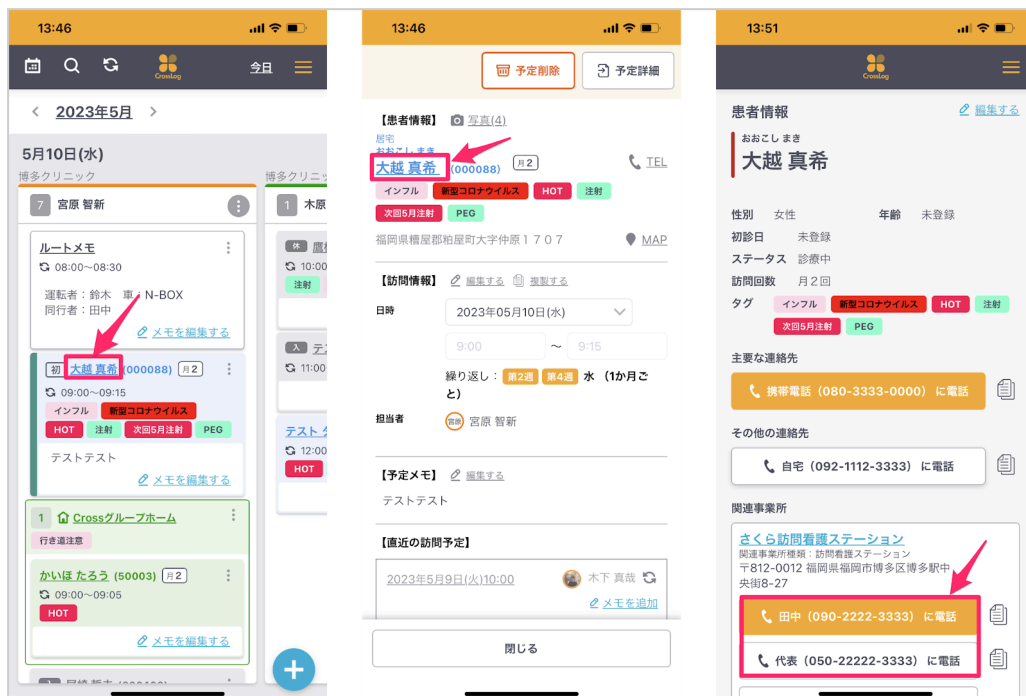 13:46
CrossLog
今日
2023年5月
5月10日(水)
博多クリニック
7 宮原 智新
ルートメモ
08:00〜08:30
運転者：鈴木 車：N-BOX
同行者：田中
メモを編集する
初 大越 真希 (000088) 月2
09:00〜09:15
インフル 新型コロナウイルス
HOT 注射 次回5月注射 PEG
テストテスト
メモを編集する
1 Crossグループホーム
行き道注意
かいほ たろう (50003) 月2
09:00〜09:05
HOT
メモを編集する
博多クリニッ
1 木原
休
10:00
注射
入 テ
11:00
テスト
12:00
HOT
13:46
予定削除 予定詳細
【患者情報】 写真(4)
居宅
おおこし まき
大越 真希 (000088) 月2 TEL
インフル 新型コロナウイルス HOT 注射
次回5月注射 PEG
福岡県糟屋郡粕屋町大字仲原１７０７ MAP
【訪問情報】 編集する 複製する
日時 2023年05月10日(水)
9:00 〜 9:15
繰り返し： 第2週 第4週 水 （1か月ご
と）
担当者 宮原 宮原 智新
【予定メモ】 編集する
テストテスト
【直近の訪問予定】
2023年5月9日(火)10:00 木下 真哉
メモを追加
閉じる
13:51
CrossLog
患者情報 編集する
おおこし まき
大越 真希
性別 女性 年齢 未登録
初診日 未登録
ステータス 診療中
訪問回数 月２回
タグ インフル 新型コロナウイルス HOT 注射
次回5月注射 PEG
主要な連絡先
携帯電話（080-3333-0000）に電話
その他の連絡先
自宅（092-1112-3333）に電話
関連事業所
さくら訪問看護ステーション
関連事業所種類：訪問看護ステーション
〒812-0012 福岡県福岡市博多区博多駅中
央街8-27
田中（090-2222-3333）に電話
代表（050-22222-3333）に電話